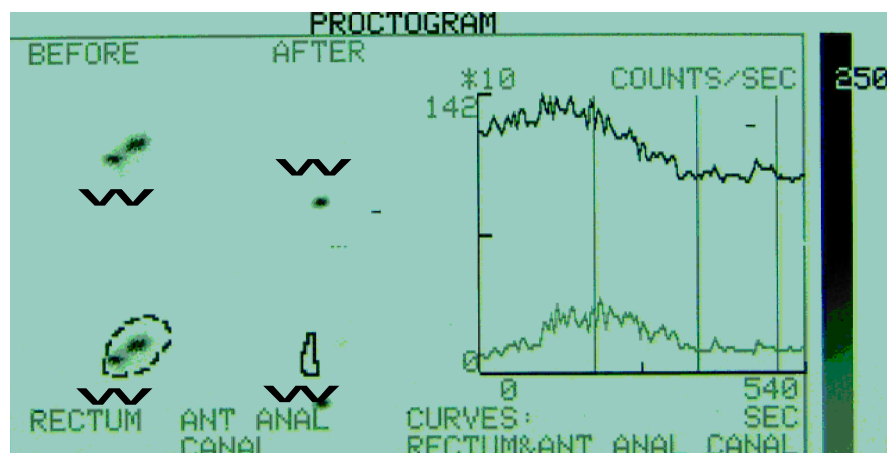 PROCTOGRAM
BEFORE AFTER
*10 COUNTS/SEC 250
142
0
0 540
RECTUM ANT ANAL CURVES: SEC
CANAL RECTUM&ANT ANAL CANAL